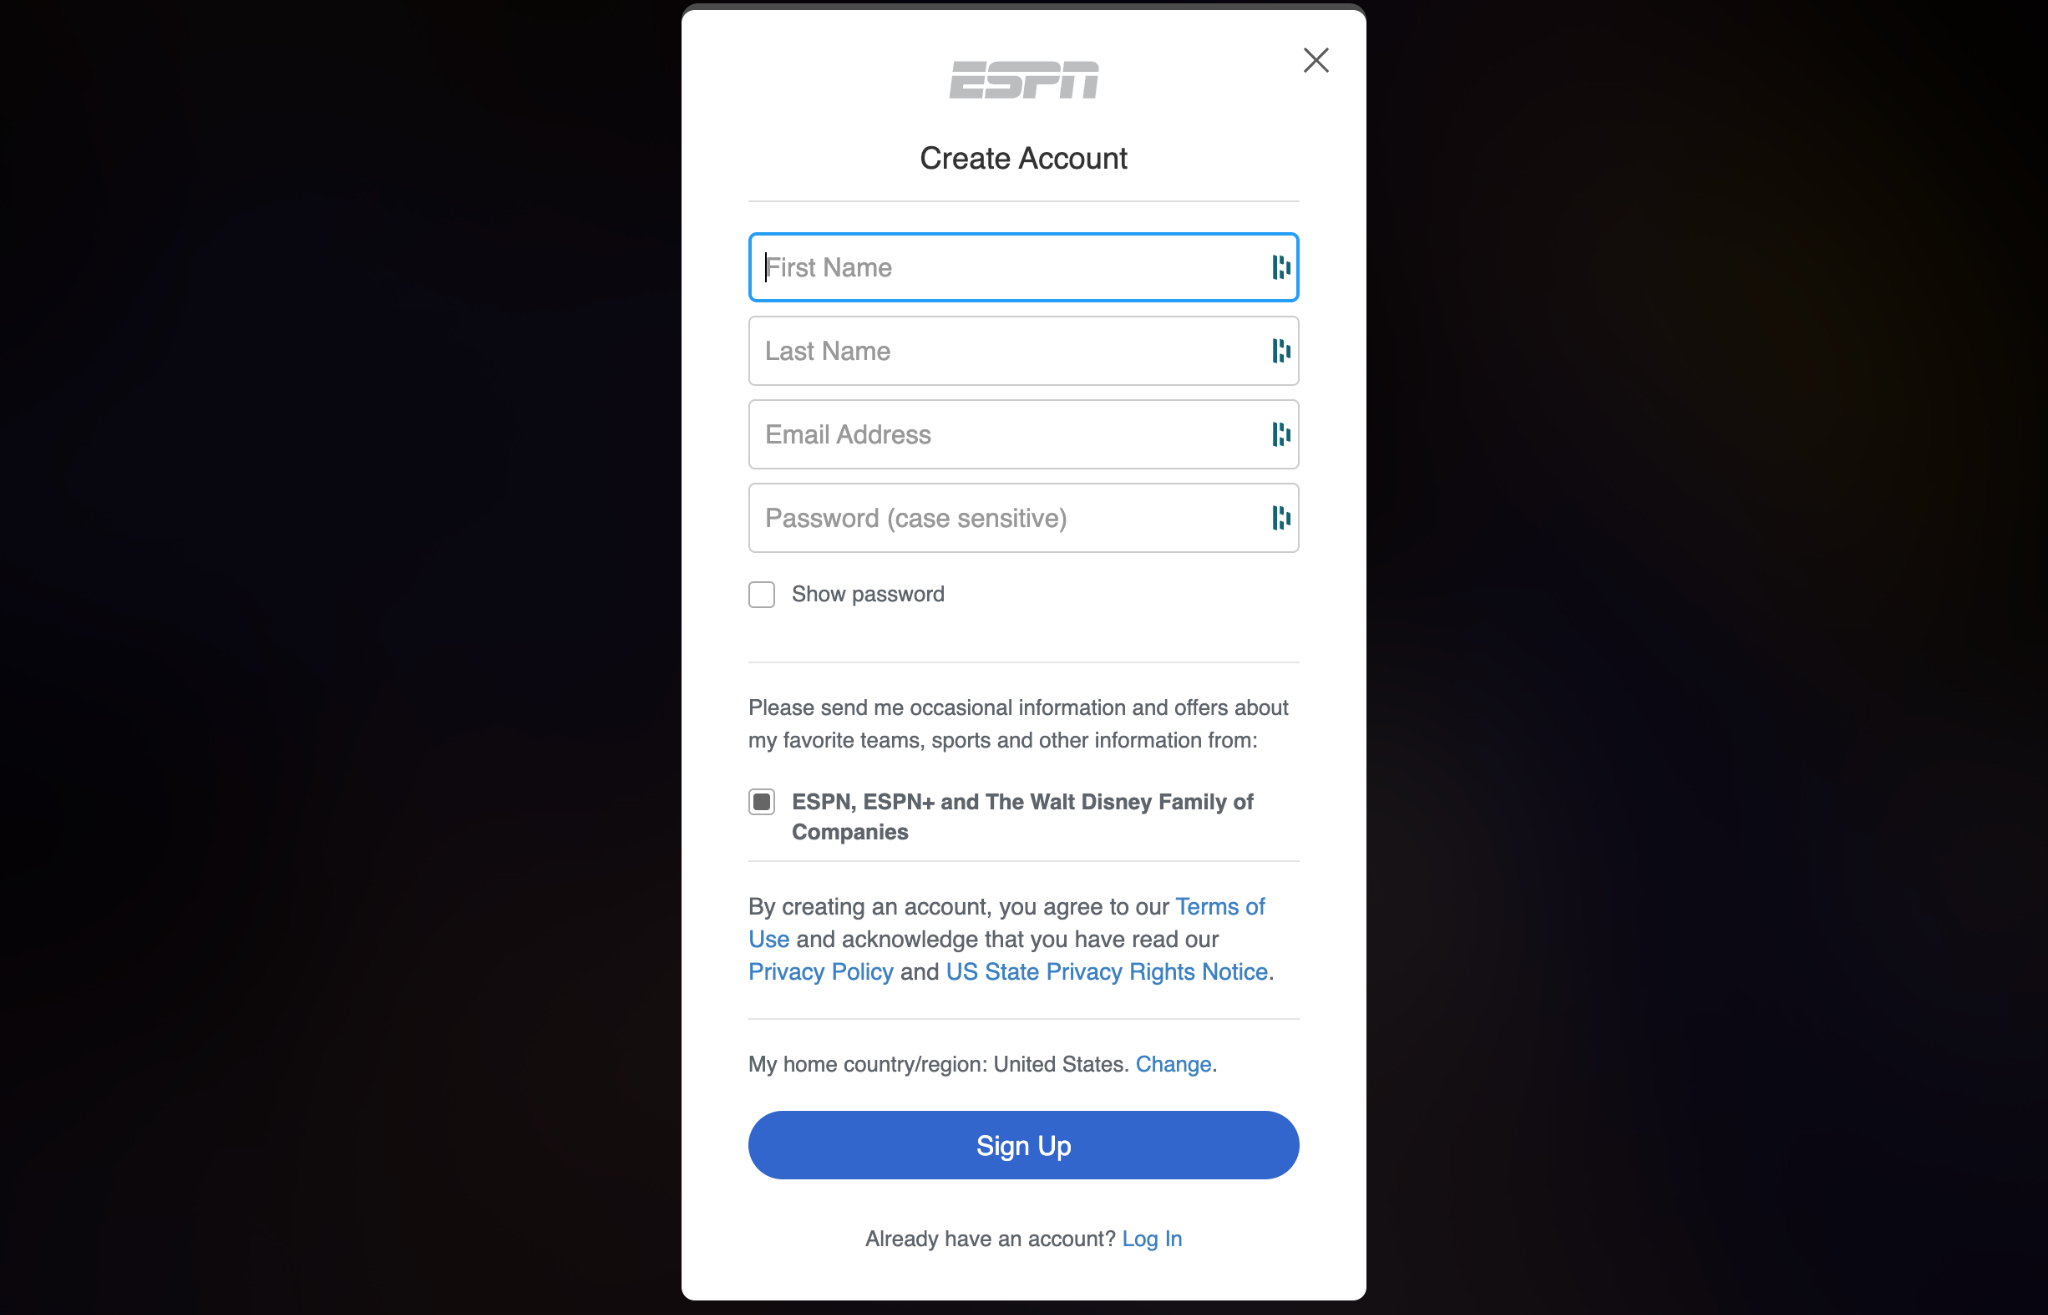 ESPN
Create Account
First Name
Last Name
Email Address
Password (case sensitive)
Show password
Please send me occasional information and offers about
my favorite teams, sports and other information from:
ESPN, ESPN+ and The Walt Disney Family of
Companies
By creating an account, you agree to our Terms of
Use and acknowledge that you have read our
Privacy Policy and US State Privacy Rights Notice.
My home country/region: United States. Change.
Sign Up
Already have an account? Log In